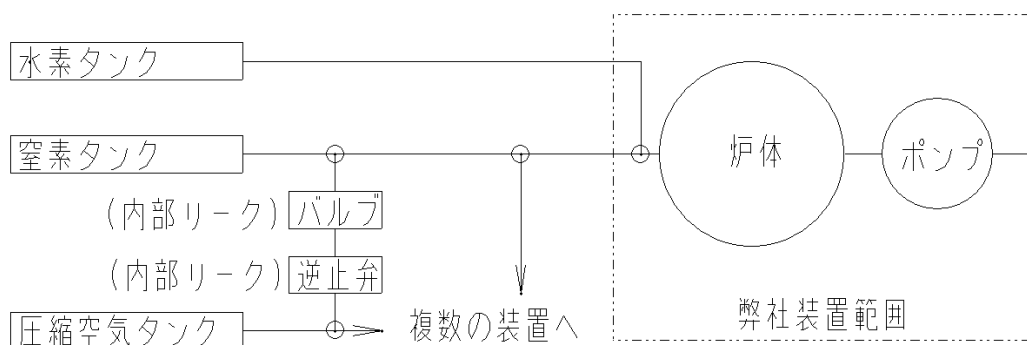 水素タンク
窒素タンク
炉体
ポンプ
(内部リーク) バルブ
(内部リーク) 逆止弁
圧縮空気タンク
複数の装置へ
弊社装置範囲